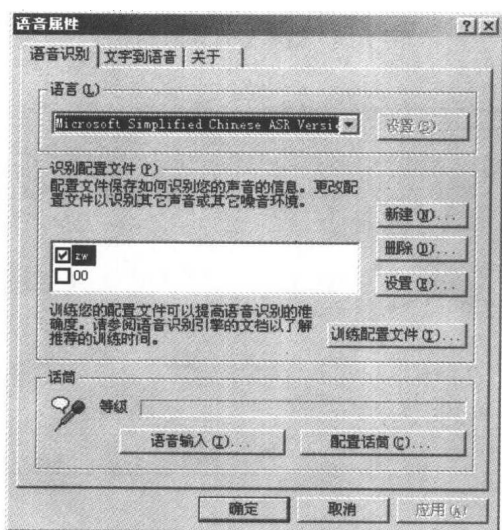 语音属性
语音识别 文字到语音 关于
语言(L)
Microsoft Simplified Chinese ASR Versi
设置(S)...
识别配置文件(P)
配置文件保存如何识别您的声音的信息。更改配
置文件以识别其它声音或其它噪音环境。
新建(N)...
删除(D)...
设置(E)...
zw
00
训练您的配置文件可以提高语音识别的准
确度。请参阅语音识别引擎的文档以了解
推荐的训练时间。
训练配置文件(T)...
话筒
等级
语音输入(I)... 配置话筒(C)...
确定 取消 应用(A)